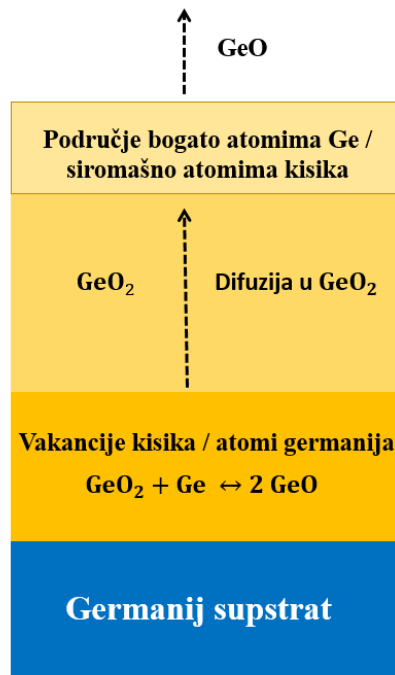 GeO
Područje bogato atomima Ge /
siromašno atomima kisika
GeO₂ Difuzija u GeO₂
Vakancije kisika / atomi germanija
GeO₂ + Ge ↔ 2 GeO
Germanij supstrat